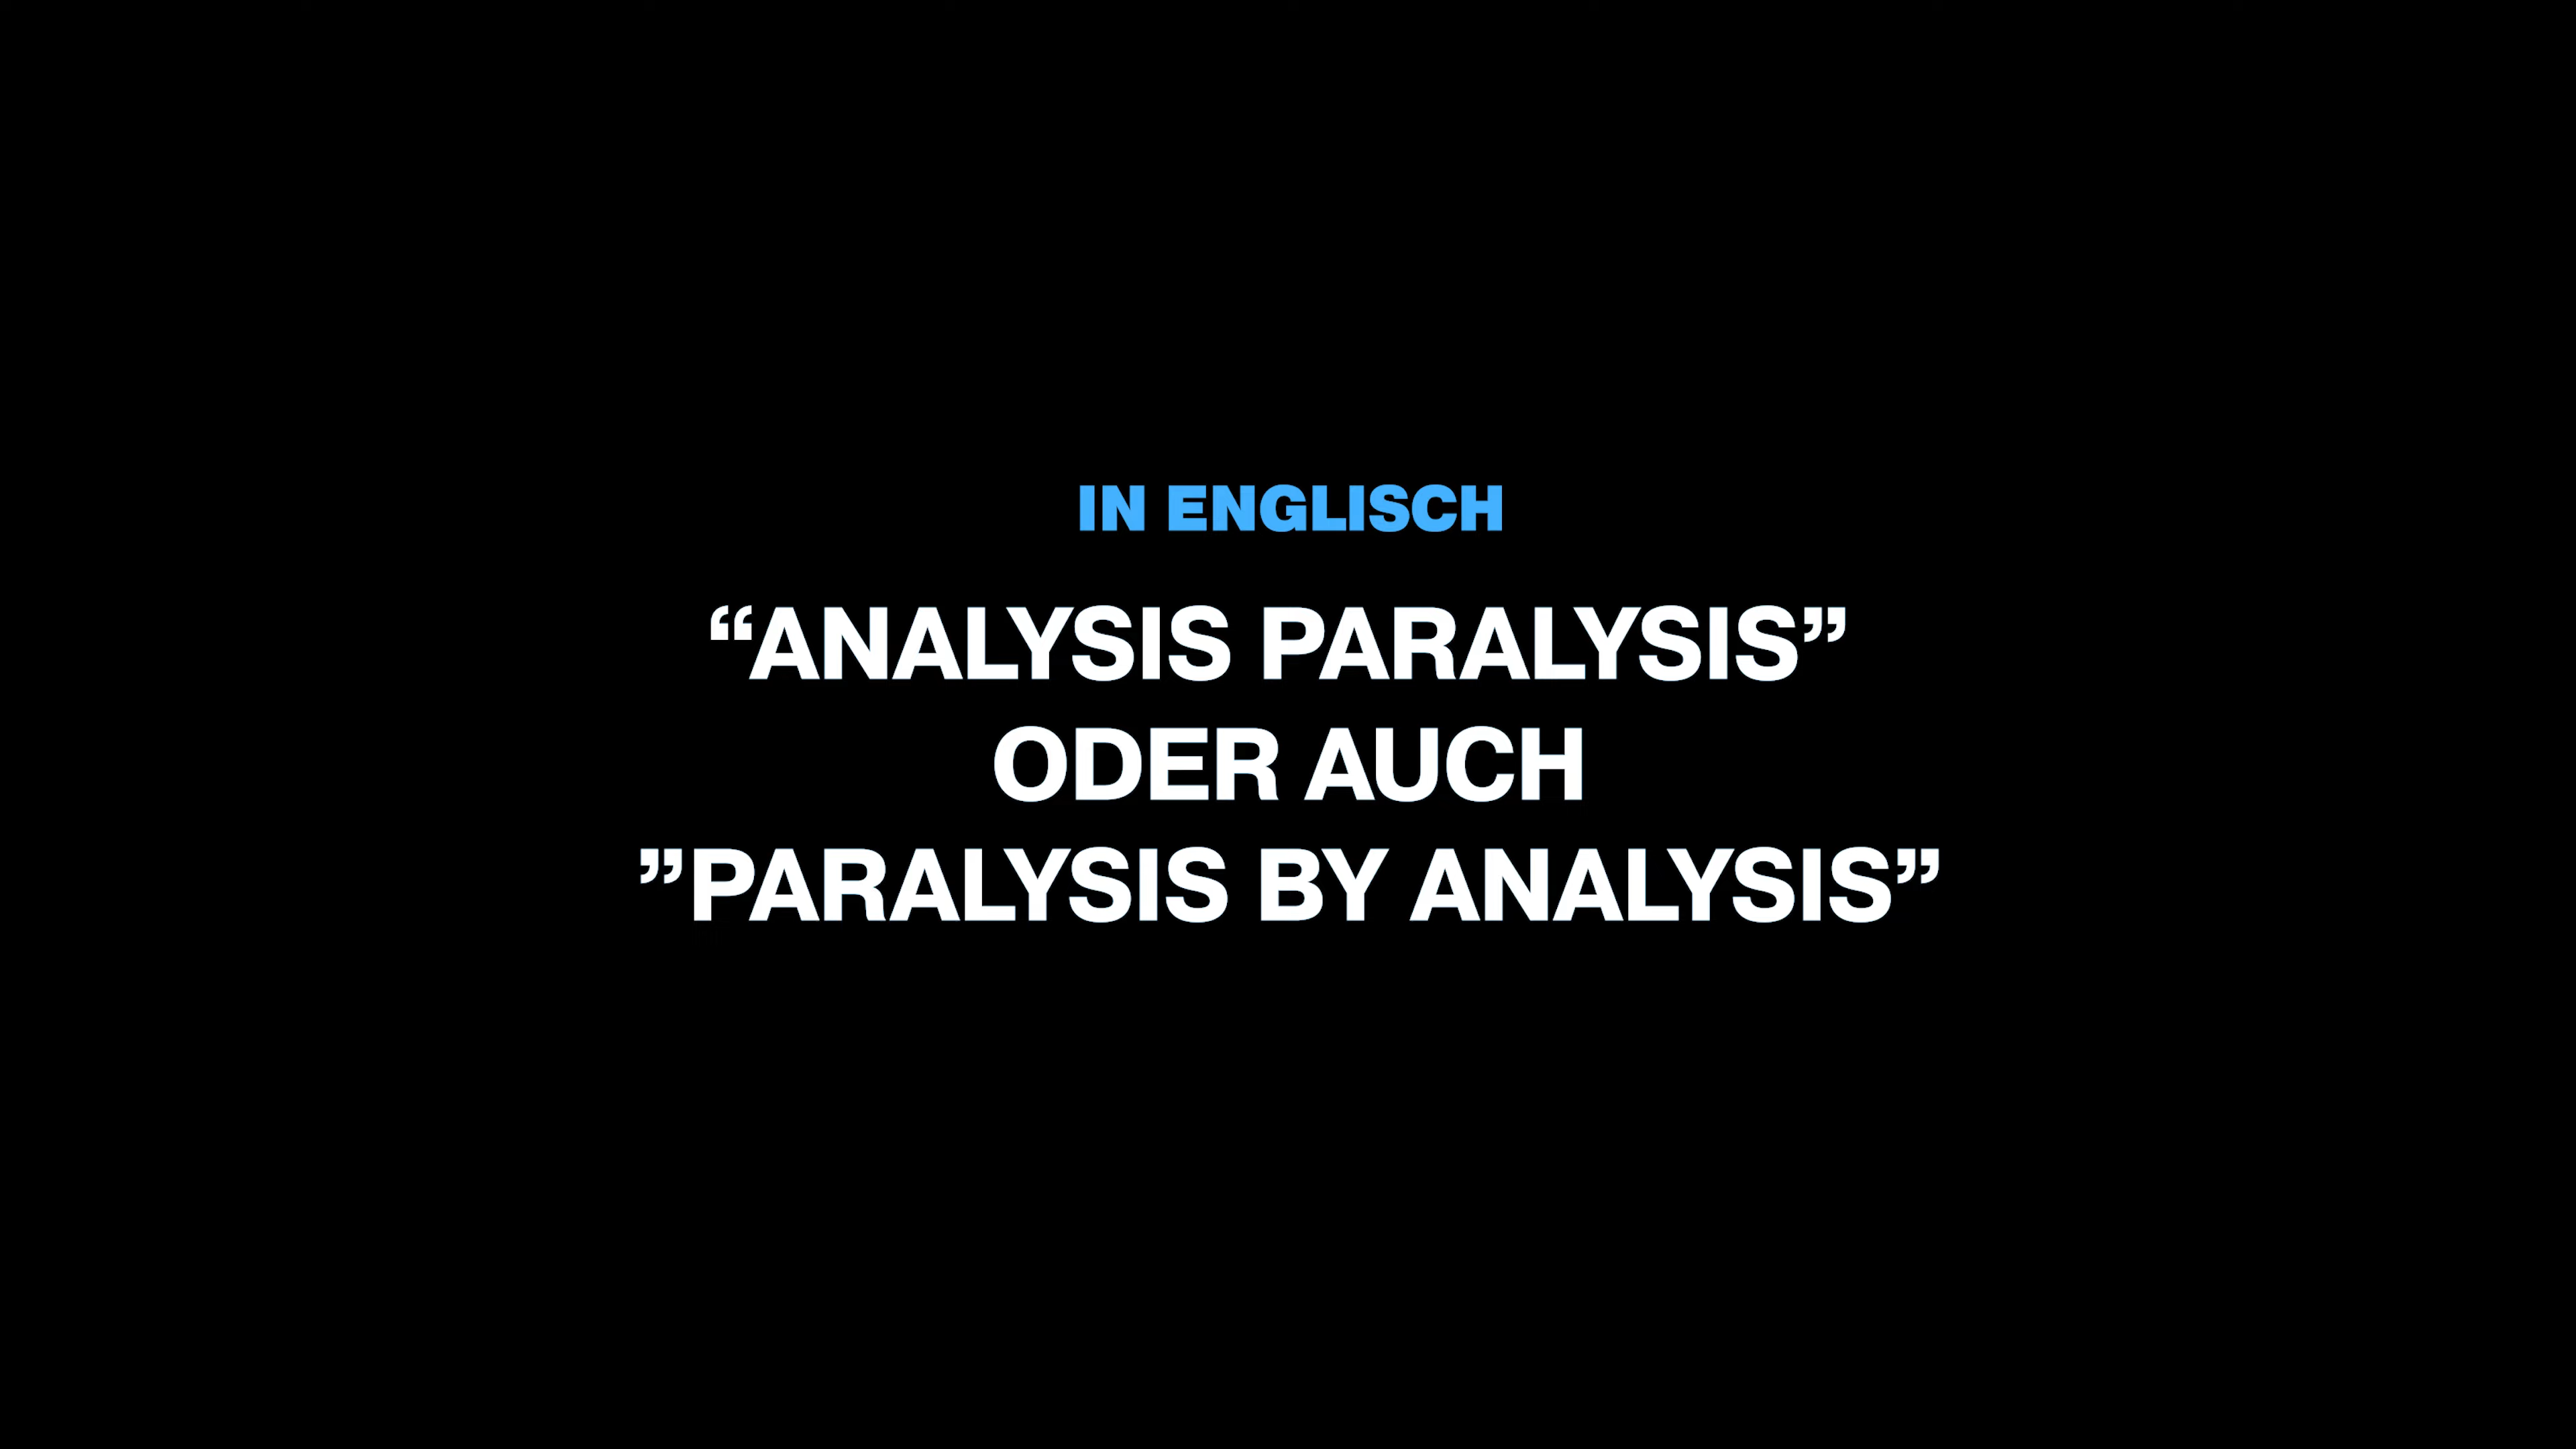 IN ENGLISCH
“ANALYSIS PARALYSIS”
ODER AUCH
”PARALYSIS BY ANALYSIS”